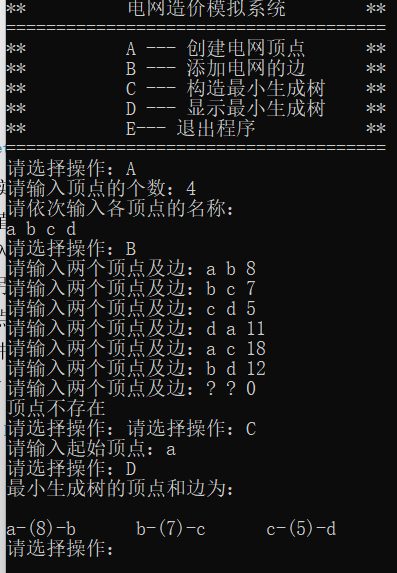 **          电网造价模拟系统          **
======================================
**          A --- 创建电网顶点        **
**          B --- 添加电网的边        **
**          C --- 构造最小生成树      **
**          D --- 显示最小生成树      **
**          E--- 退出程序             **
======================================
请选择操作：A
请输入顶点的个数：4
请依次输入各顶点的名称：
a b c d
请选择操作：B
请输入两个顶点及边：a b 8
请输入两个顶点及边：b c 7
请输入两个顶点及边：c d 5
请输入两个顶点及边：d a 11
请输入两个顶点及边：a c 18
请输入两个顶点及边：b d 12
请输入两个顶点及边：? ? 0
顶点不存在
请选择操作：请选择操作：C
请输入起始顶点：a
请选择操作：D
最小生成树的顶点和边为：
a-(8)-b      b-(7)-c      c-(5)-d
请选择操作：